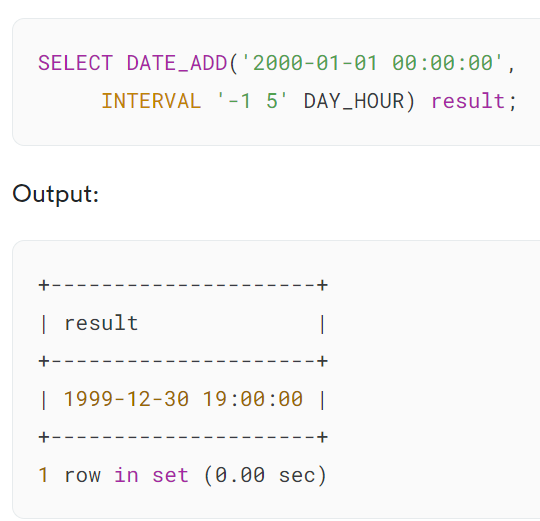 SELECT DATE_ADD('2000-01-01 00:00:00',
     INTERVAL '-1 5' DAY_HOUR) result;
Output:
+---------------------+
| result              |
+---------------------+
| 1999-12-30 19:00:00 |
+---------------------+
1 row in set (0.00 sec)